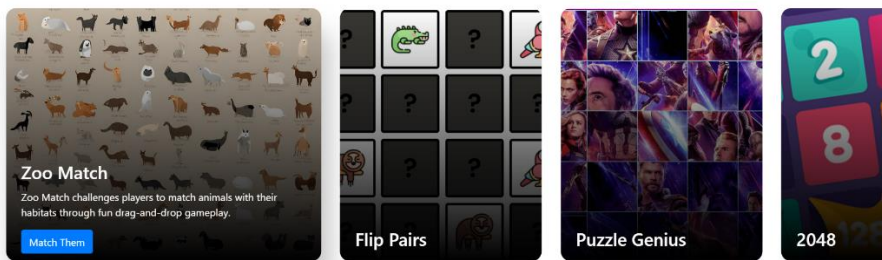 Zoo Match
Zoo Match challenges players to match animals with their
habitats through fun drag-and-drop gameplay.
Match Them
?
?
?
?
?
?
?
?
Flip Pairs
Puzzle Genius
2
8
128
2048